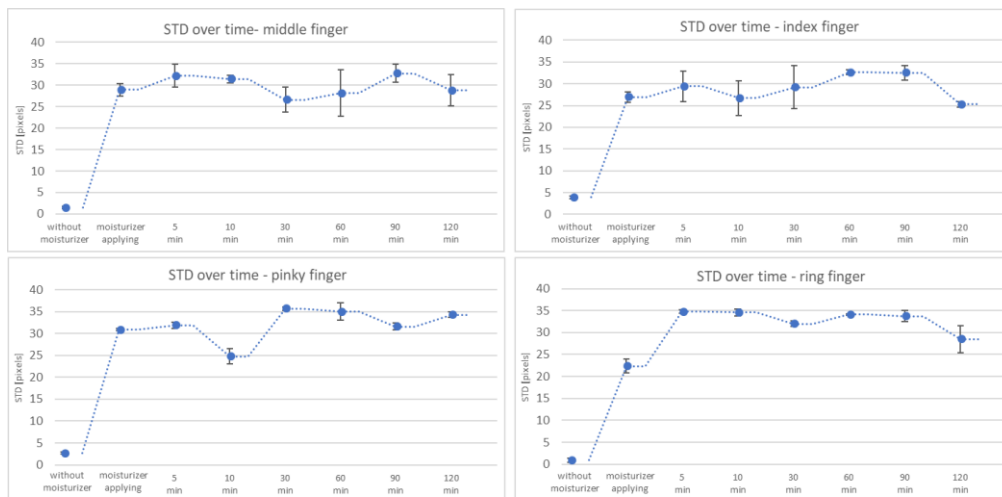 STD over time- middle finger
STD [pixels]
40
35
30
25
20
15
10
5
0
without moisturizer
moisturizer applying
5 min
10 min
30 min
60 min
90 min
120 min
STD over time - index finger
STD [pixels]
40
35
30
25
20
15
10
5
0
without moisturizer
moisturizer applying
5 min
10 min
30 min
60 min
90 min
120 min
STD over time - pinky finger
STD [pixels]
40
35
30
25
20
15
10
5
0
without moisturizer
moisturizer applying
5 min
10 min
30 min
60 min
90 min
120 min
STD over time - ring finger
STD [pixels]
40
35
30
25
20
15
10
5
0
without moisturizer
moisturizer applying
5 min
10 min
30 min
60 min
90 min
120 min